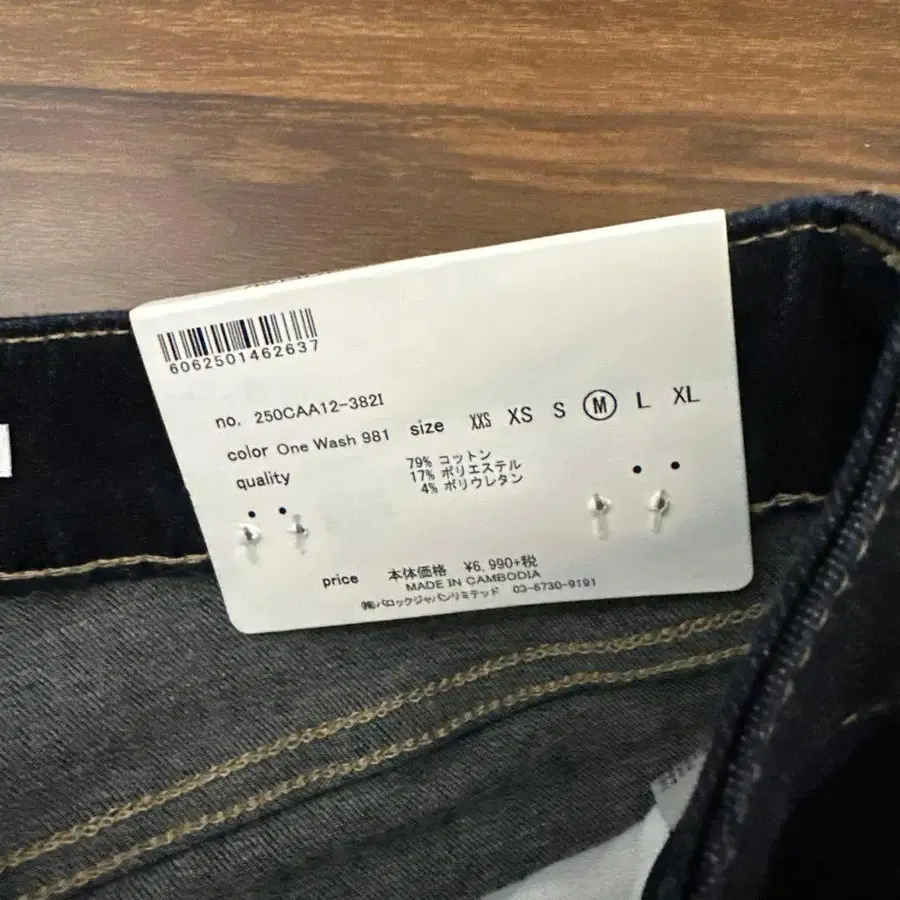 6062501462637
no. 250CAA12-382I
color One Wash 981
size XXS XS S M L XL
quality
79% コットン
17% ポリエステル
4% ポリウレタン
price 本体価格 ¥6,990+税
MADE IN CAMBODIA
㈱バロックジャパンリミテッド 03-6730-9191